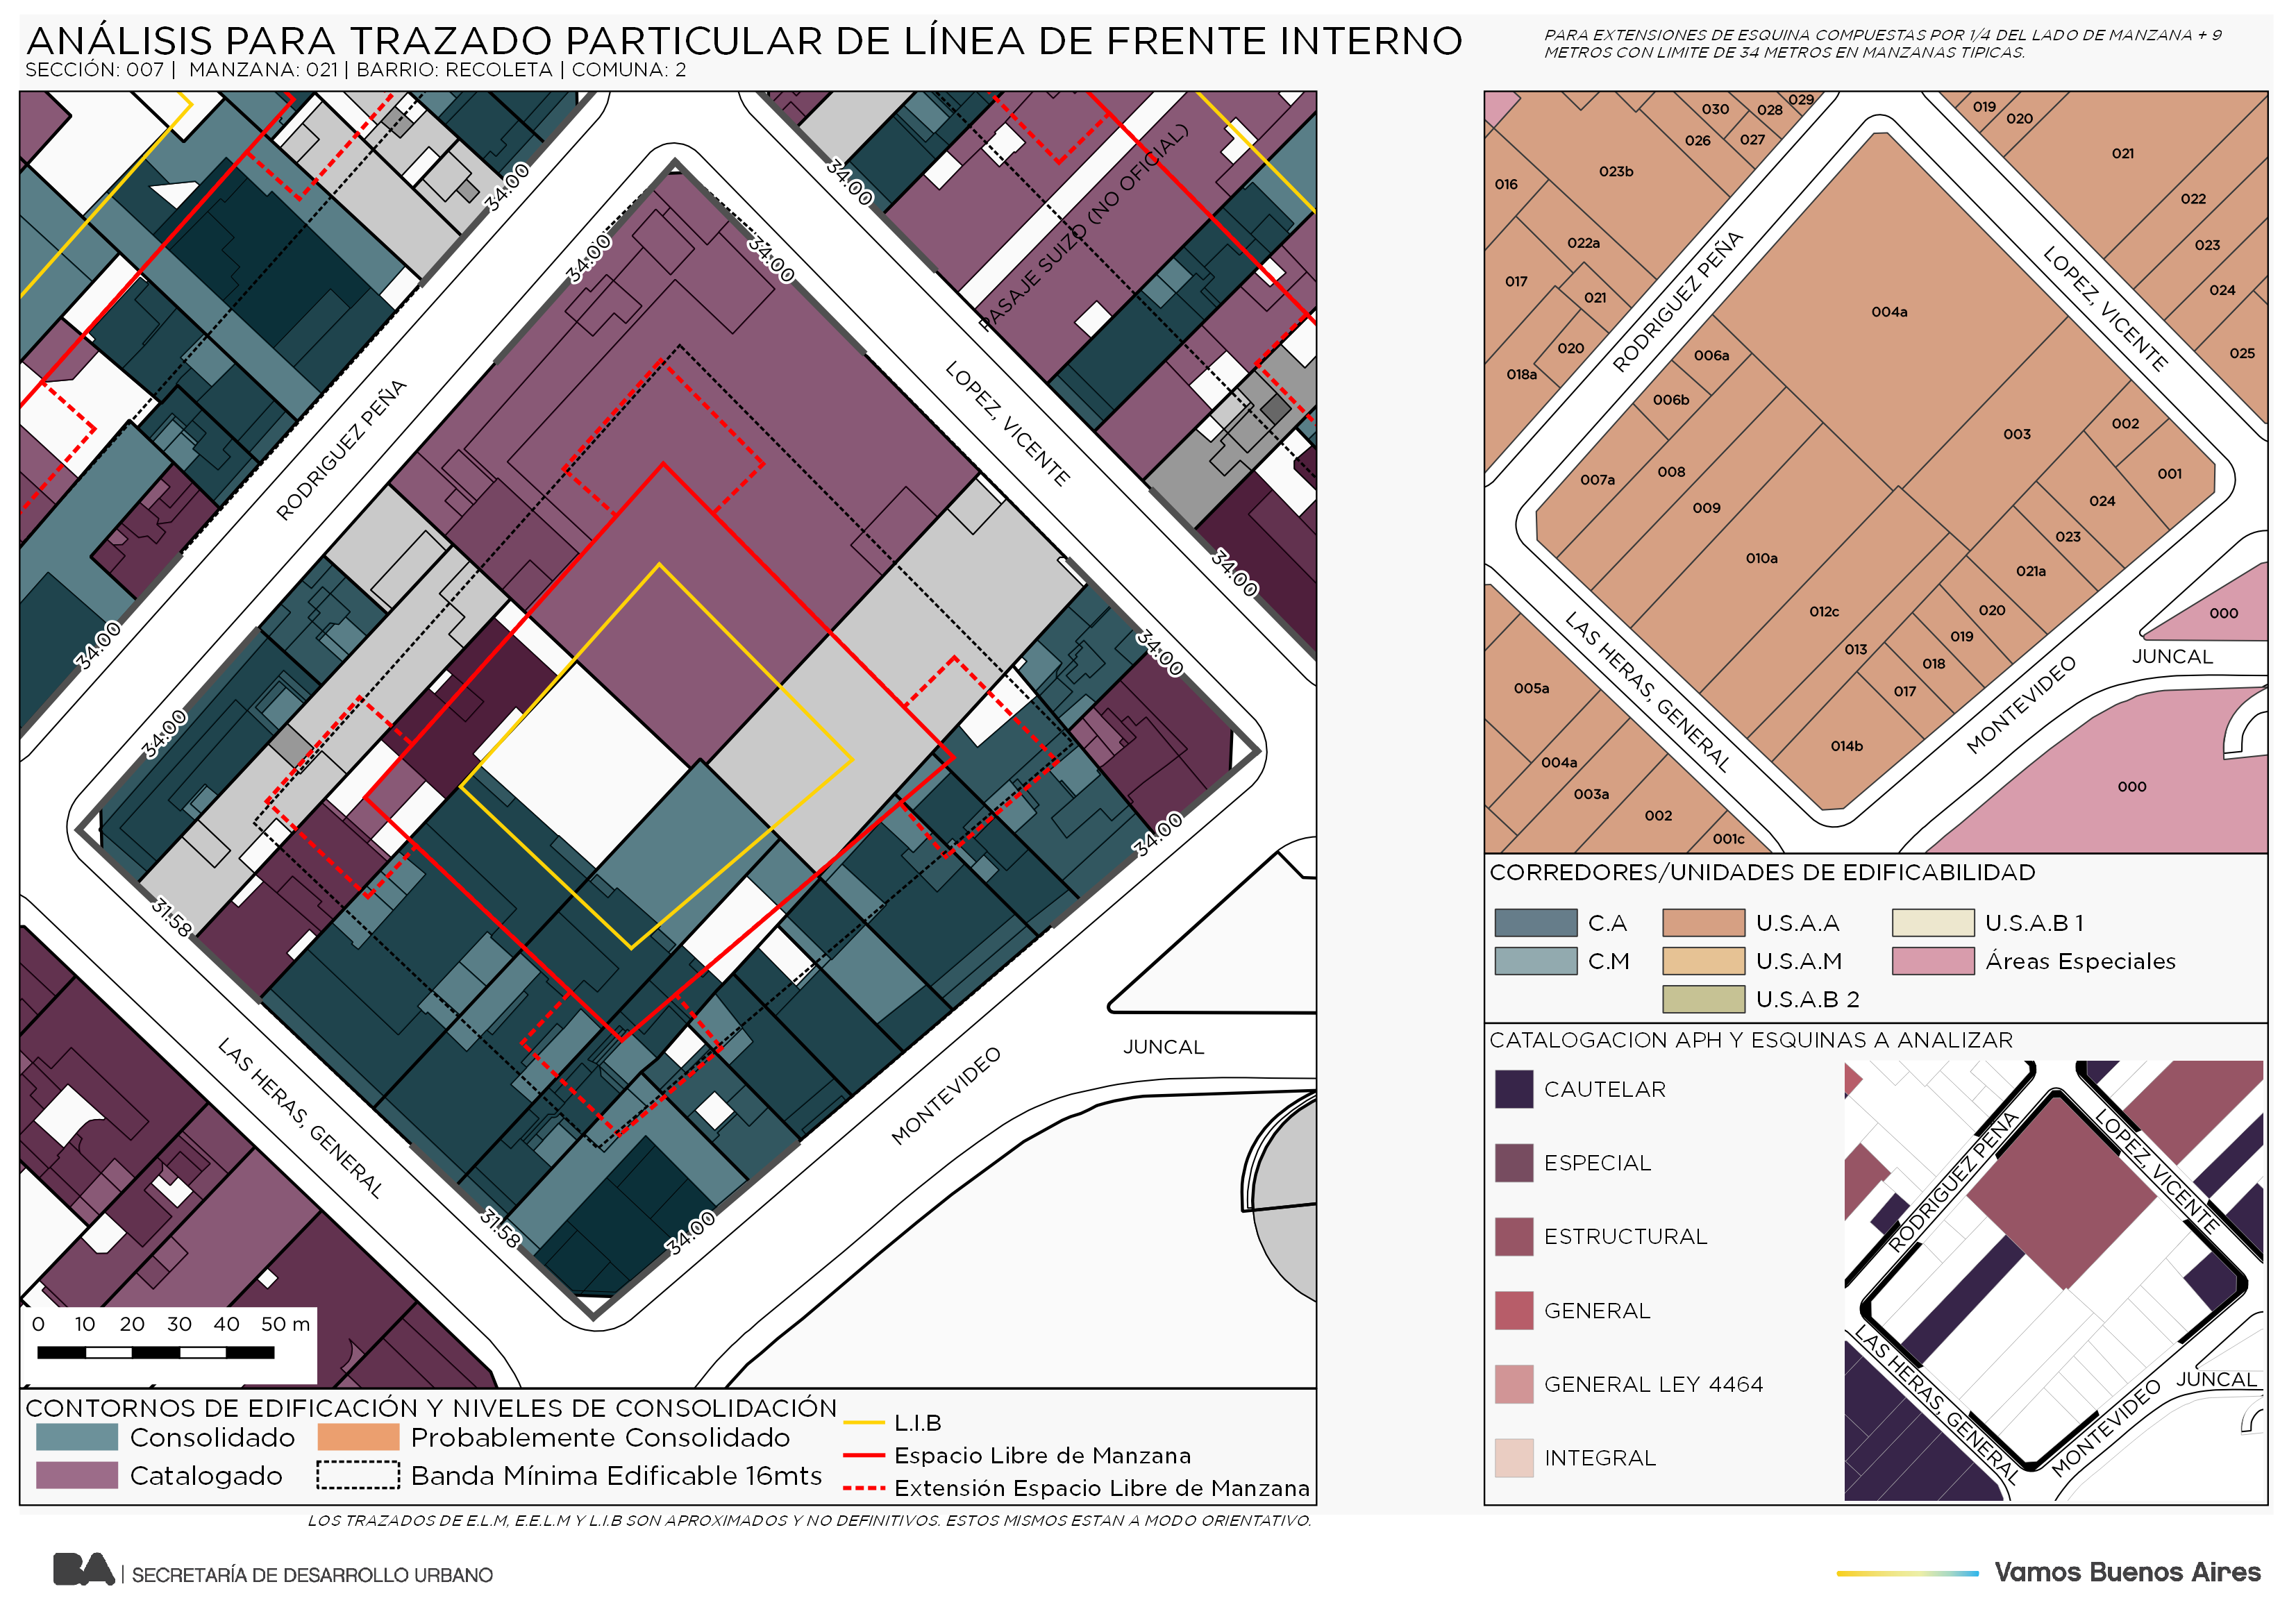 ANÁLISIS PARA TRAZADO PARTICULAR DE LÍNEA DE FRENTE INTERNO
SECCIÓN: 007 | MANZANA: 021 | BARRIO: RECOLETA | COMUNA: 2
PARA EXTENSIONES DE ESQUINA COMPUESTAS POR 1/4 DEL LADO DE MANZANA + 9
METROS CON LIMITE DE 34 METROS EN MANZANAS TIPICAS.
34.00
34.00
34.00
34.00
PASAJE SUIZO (NO OFICIAL)
RODRIGUEZ PEÑA
LOPEZ, VICENTE
34.00
34.00
34.00
34.00
34.00
31.58
LAS HERAS, GENERAL
MONTEVIDEO
JUNCAL
31.58
34.00
0 10 20 30 40 50 m
CONTORNOS DE EDIFICACIÓN Y NIVELES DE CONSOLIDACIÓN
Consolidado
Catalogado
Probablemente Consolidado
Banda Mínima Edificable 16mts
L.I.B
Espacio Libre de Manzana
Extensión Espacio Libre de Manzana
LOS TRAZADOS DE E.L.M, E.E.L.M Y L.I.B SON APROXIMADOS Y NO DEFINITIVOS. ESTOS MISMOS ESTAN A MODO ORIENTATIVO.
030
028
029
026
027
019
020
021
016
023b
022
022a
023
017
021
024
004a
020
018a
025
006a
006b
RODRIGUEZ PEÑA
LOPEZ, VICENTE
003
002
001
007a
008
009
024
023
010a
021a
012c
020
019
013
018
017
014b
000
JUNCAL
LAS HERAS, GENERAL
MONTEVIDEO
005a
004a
003a
002
001c
000
CORREDORES/UNIDADES DE EDIFICABILIDAD
C.A
C.M
U.S.A.A
U.S.A.M
U.S.A.B 2
U.S.A.B 1
Áreas Especiales
CATALOGACION APH Y ESQUINAS A ANALIZAR
CAUTELAR
ESPECIAL
ESTRUCTURAL
GENERAL
GENERAL LEY 4464
INTEGRAL
RODRIGUEZ PEÑA
LOPEZ, VICENTE
LAS HERAS, GENERAL
MONTEVIDEO
JUNCAL
BA | SECRETARÍA DE DESARROLLO URBANO
Vamos Buenos Aires